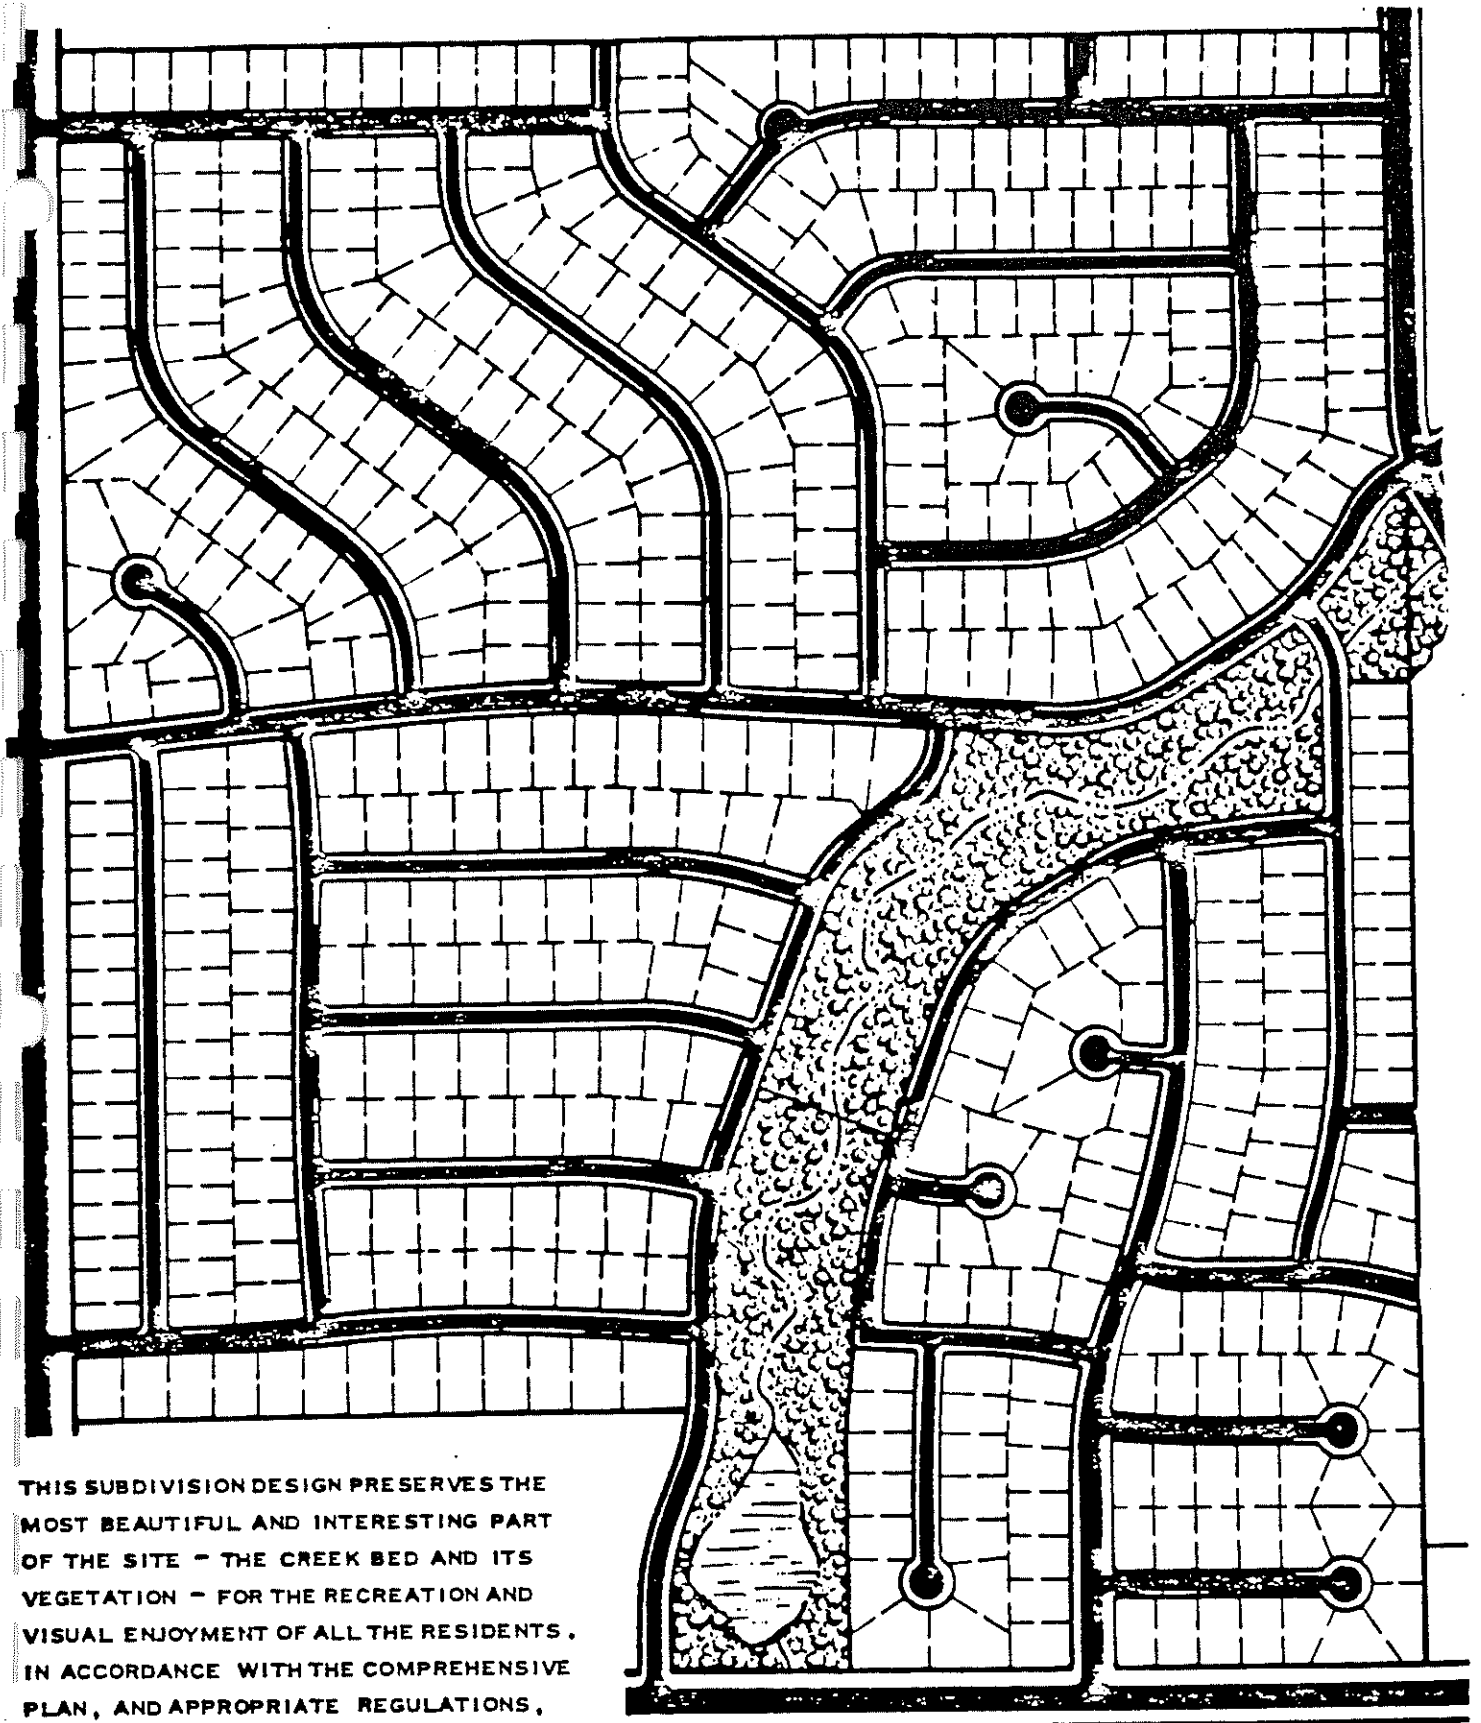 THIS SUBDIVISION DESIGN PRESERVES THE
MOST BEAUTIFUL AND INTERESTING PART
OF THE SITE - THE CREEK BED AND ITS
VEGETATION - FOR THE RECREATION AND
VISUAL ENJOYMENT OF ALL THE RESIDENTS.
IN ACCORDANCE WITH THE COMPREHENSIVE
PLAN, AND APPROPRIATE REGULATIONS.